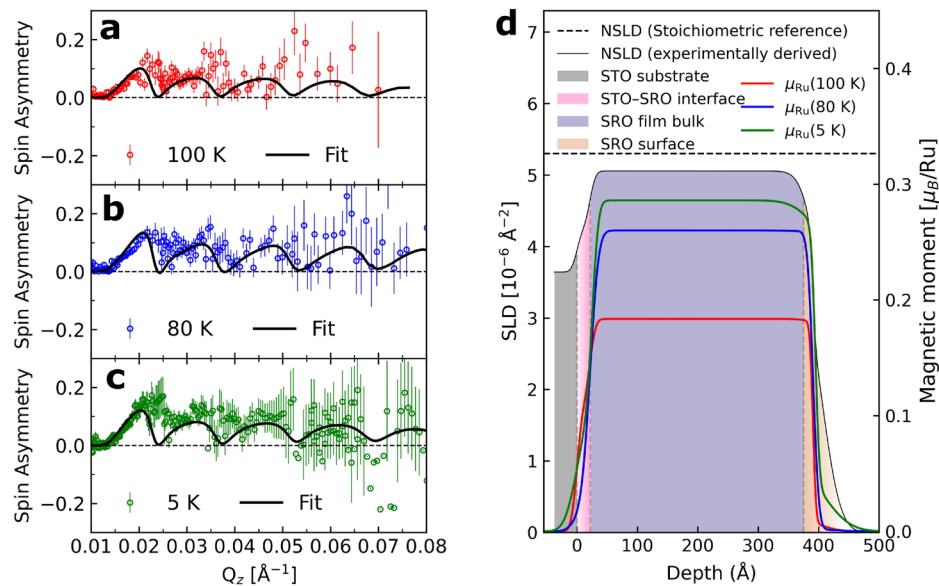 a
0.2
0.0
−0.2
Spin Asymmetry
100 K
Fit
b
0.2
0.0
−0.2
Spin Asymmetry
80 K
Fit
c
0.2
0.0
−0.2
Spin Asymmetry
5 K
Fit
0.01 0.02 0.03 0.04 0.05 0.06 0.07 0.08
Qz [Å⁻¹]
d
NSLD (Stoichiometric reference)
NSLD (experimentally derived)
STO substrate
STO–SRO interface
SRO film bulk
SRO surface
μRu(100 K)
μRu(80 K)
μRu(5 K)
7
6
5
4
3
2
1
0
SLD [10⁻⁶ Å⁻²]
0.4
0.3
0.2
0.1
0.0
Magnetic moment [μB/Ru]
0 100 200 300 400 500
Depth (Å)